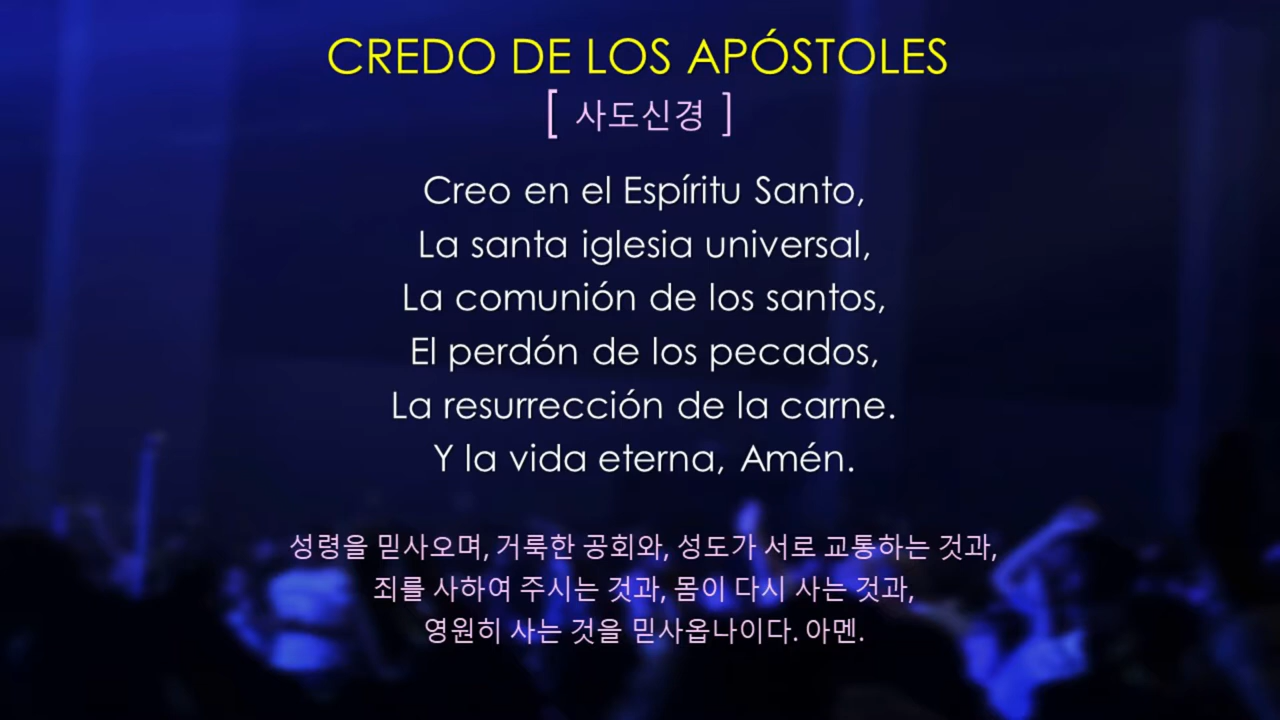 CREDO DE LOS APÓSTOLES
[ 사도신경 ]
Creo en el Espíritu Santo,
La santa iglesia universal,
La comunión de los santos,
El perdón de los pecados,
La resurrección de la carne.
Y la vida eterna, Amén.
성령을 믿사오며, 거룩한 공회와, 성도가 서로 교통하는 것과,
죄를 사하여 주시는 것과, 몸이 다시 사는 것과,
영원히 사는 것을 믿사옵나이다. 아멘.